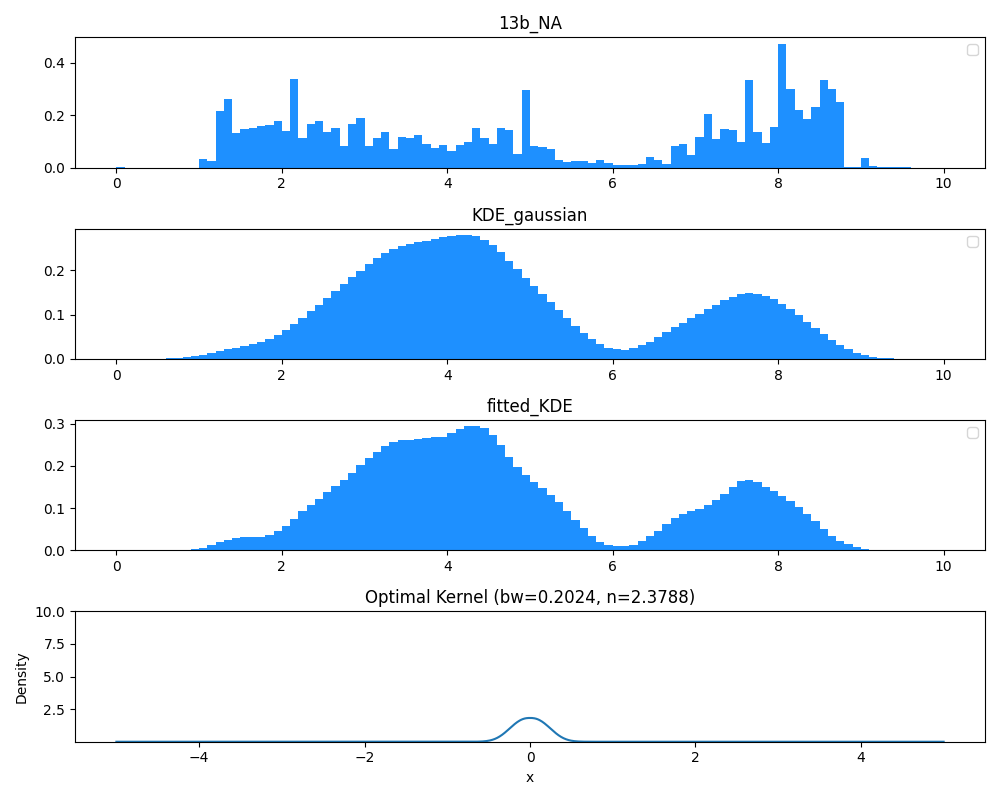 13b_NA
0.4
0.2
0.0
0 2 4 6 8 10
KDE_gaussian
0.2
0.1
0.0
0 2 4 6 8 10
fitted_KDE
0.3
0.2
0.1
0.0
0 2 4 6 8 10
Optimal Kernel (bw=0.2024, n=2.3788)
10.0
7.5
5.0
2.5
Density
−4 −2 0 2 4
x